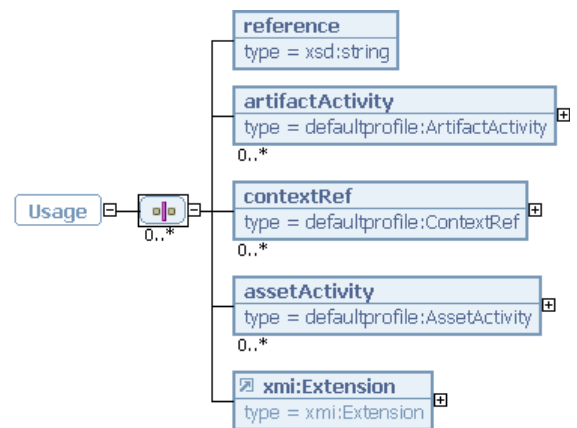 reference
type = xsd:string
artifactActivity
type = defaultprofile:ArtifactActivity
0..*
contextRef
type = defaultprofile:ContextRef
Usage
0..*
0..*
assetActivity
type = defaultprofile:AssetActivity
0..*
xmi:Extension
type = xmi:Extension